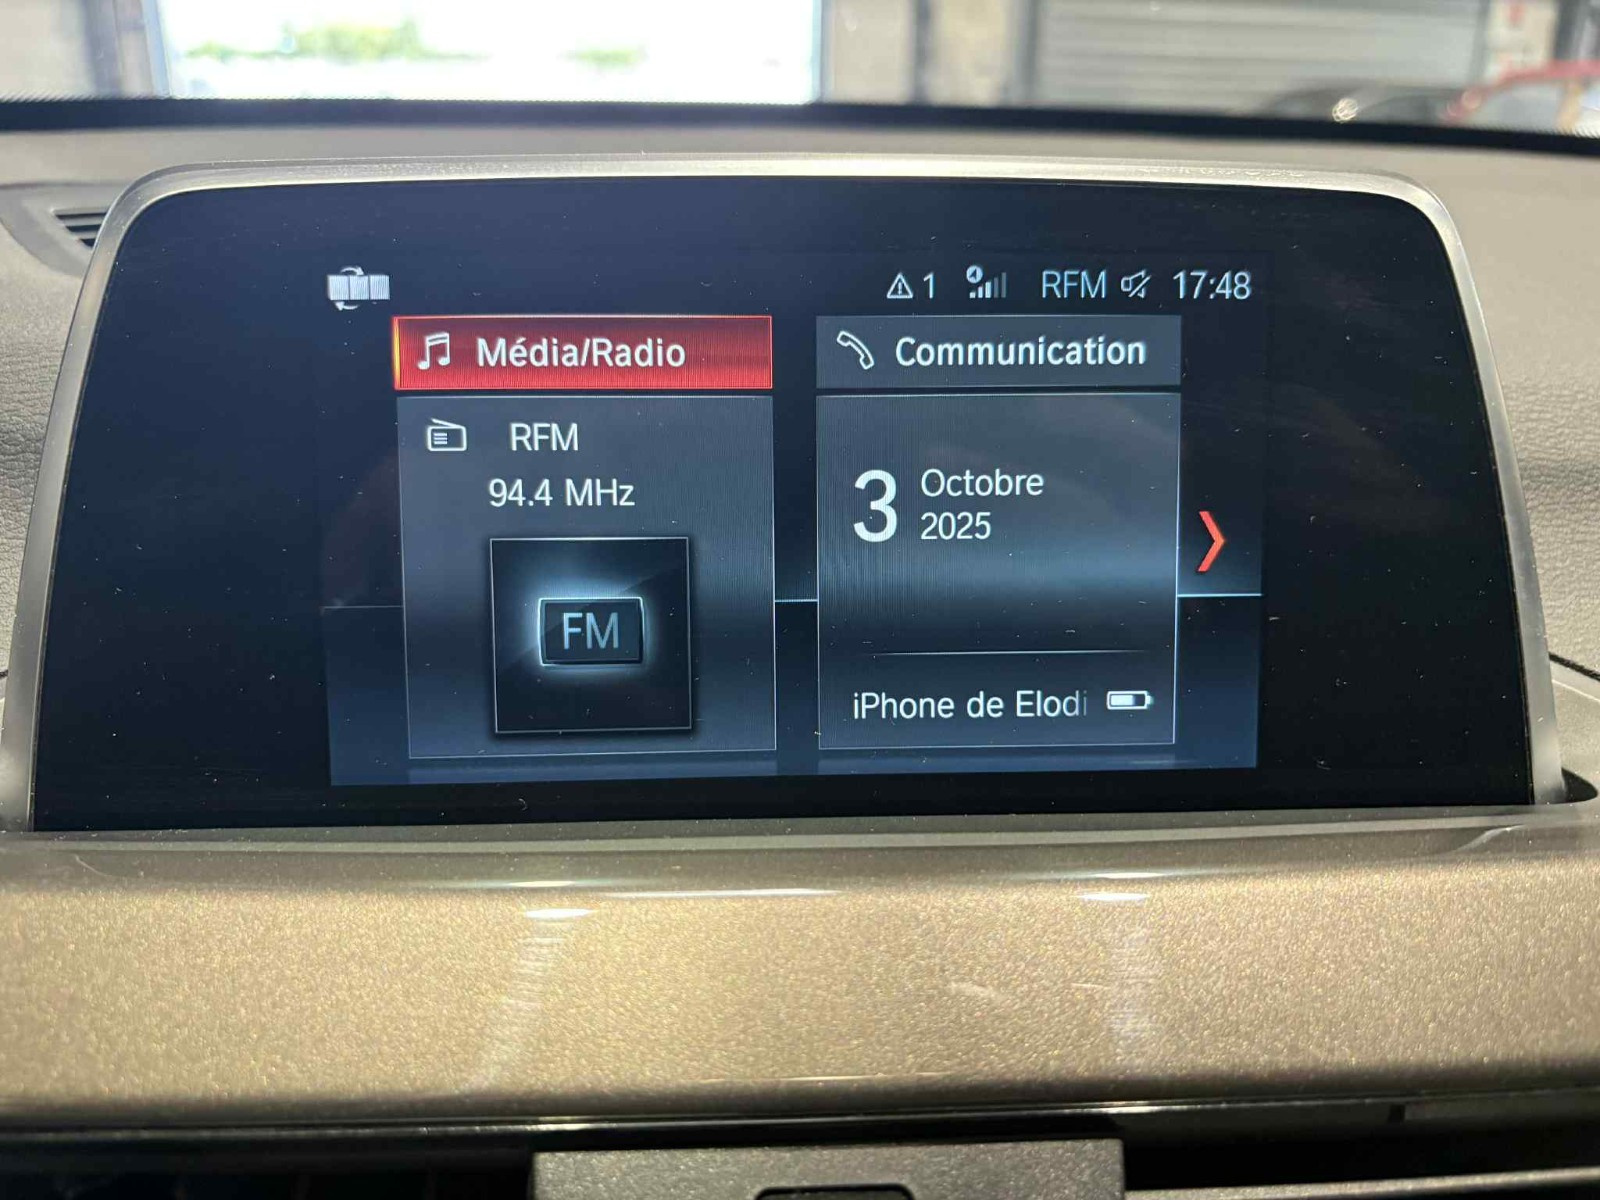 1 RFM 17:48
Média/Radio
Communication
RFM
94.4 MHz
FM
3 Octobre
2025
iPhone de Elodi